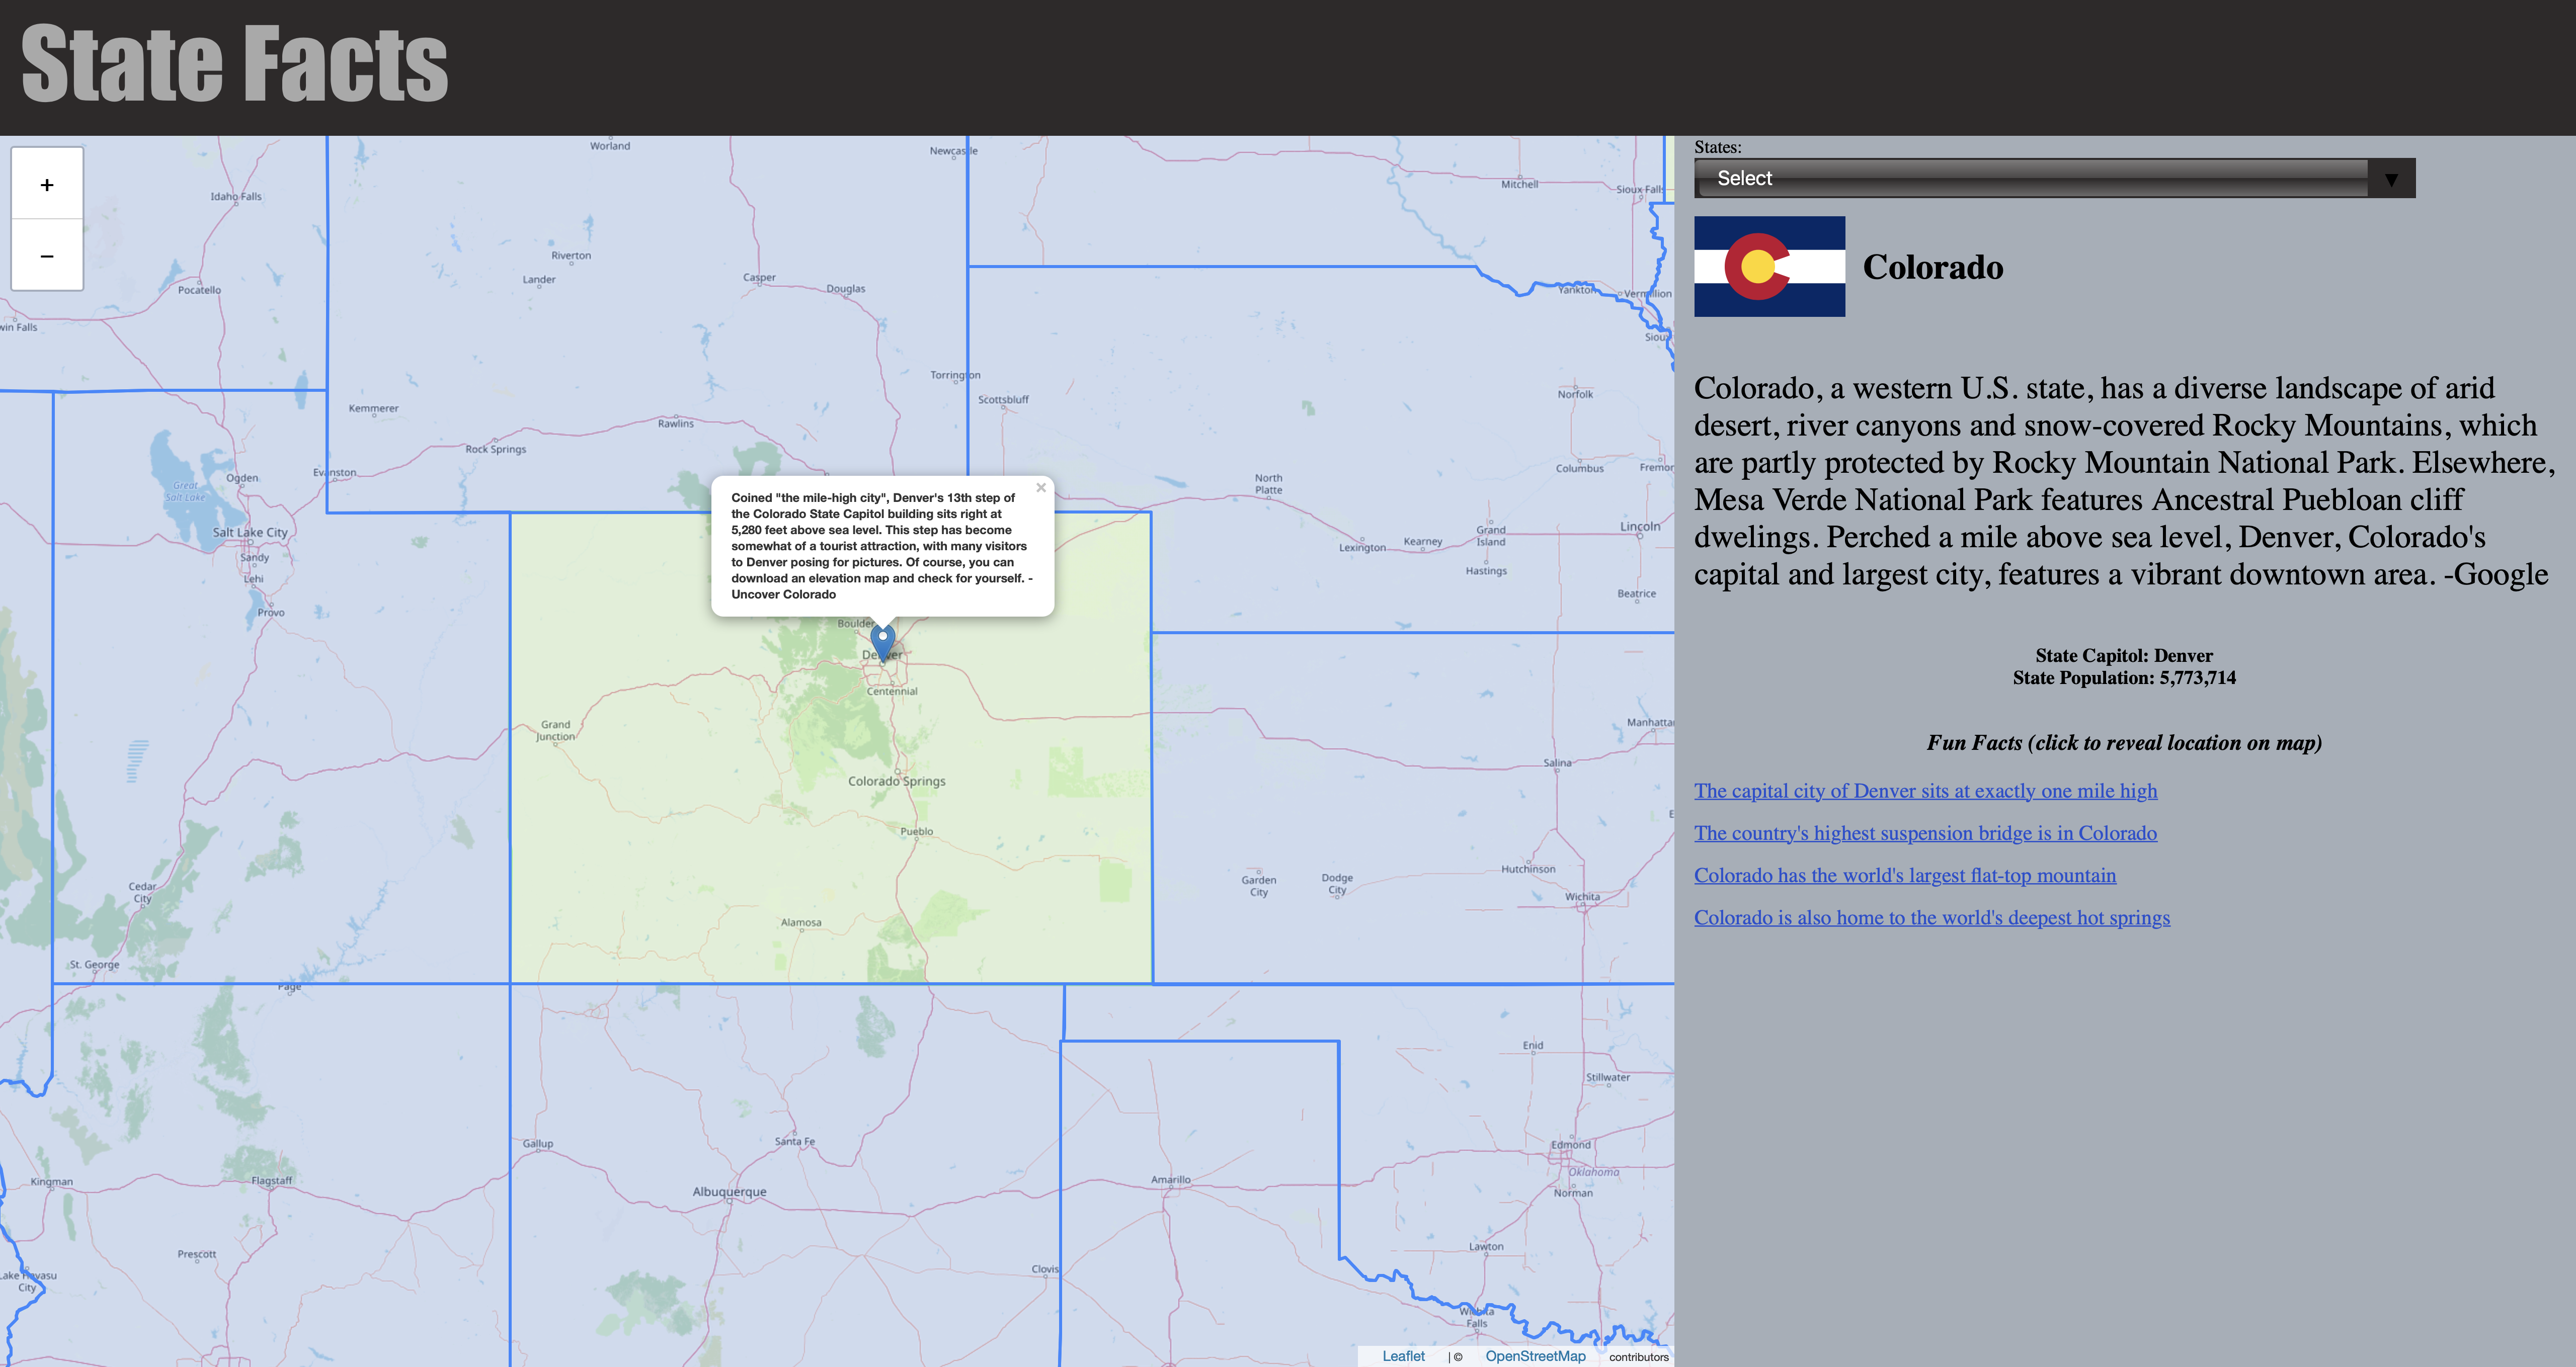 State Facts
+
−
States:
Select
▼
Colorado
Colorado, a western U.S. state, has a diverse landscape of arid
desert, river canyons and snow-covered Rocky Mountains, which
are partly protected by Rocky Mountain National Park. Elsewhere,
Mesa Verde National Park features Ancestral Puebloan cliff
dwelings. Perched a mile above sea level, Denver, Colorado's
capital and largest city, features a vibrant downtown area. -Google
State Capitol: Denver
State Population: 5,773,714
Fun Facts (click to reveal location on map)
The capital city of Denver sits at exactly one mile high
The country's highest suspension bridge is in Colorado
Colorado has the world's largest flat-top mountain
Colorado is also home to the world's deepest hot springs
×
Coined "the mile-high city", Denver's 13th step of
the Colorado State Capitol building sits right at
5,280 feet above sea level. This step has become
somewhat of a tourist attraction, with many visitors
to Denver posing for pictures. Of course, you can
download an elevation map and check for yourself. -
Uncover Colorado
Worland
Newcastle
Mitchell
Sioux Fall
Idaho Falls
Riverton
Lander
Casper
Douglas
Pocatello
Yankton
Vermillion
win Falls
Sioux
Torrington
Scottsbluff
Norfolk
Kemmerer
Rawlins
Rock Springs
Evanston
Columbus
Fremor
Ogden
Great
Salt Lake
North
Platte
Salt Lake City
Grand
Island
Lincoln
Sandy
Lexington
Kearney
Lehi
Hastings
Provo
Beatrice
Boulder
Denver
Centennial
Grand
Junction
Manhatta
Salina
Colorado Springs
Pueblo
E
Hutchinson
Garden
City
Dodge
City
Cedar
City
Wichita
Alamosa
St. George
Page
Enid
Stillwater
Gallup
Santa Fe
Edmond
Oklahoma
Kingman
Flagstaff
Albuquerque
Amarillo
Norman
Prescott
Lawton
Lake Havasu
City
Clovis
Wichita
Falls
Leaflet | © OpenStreetMap contributors